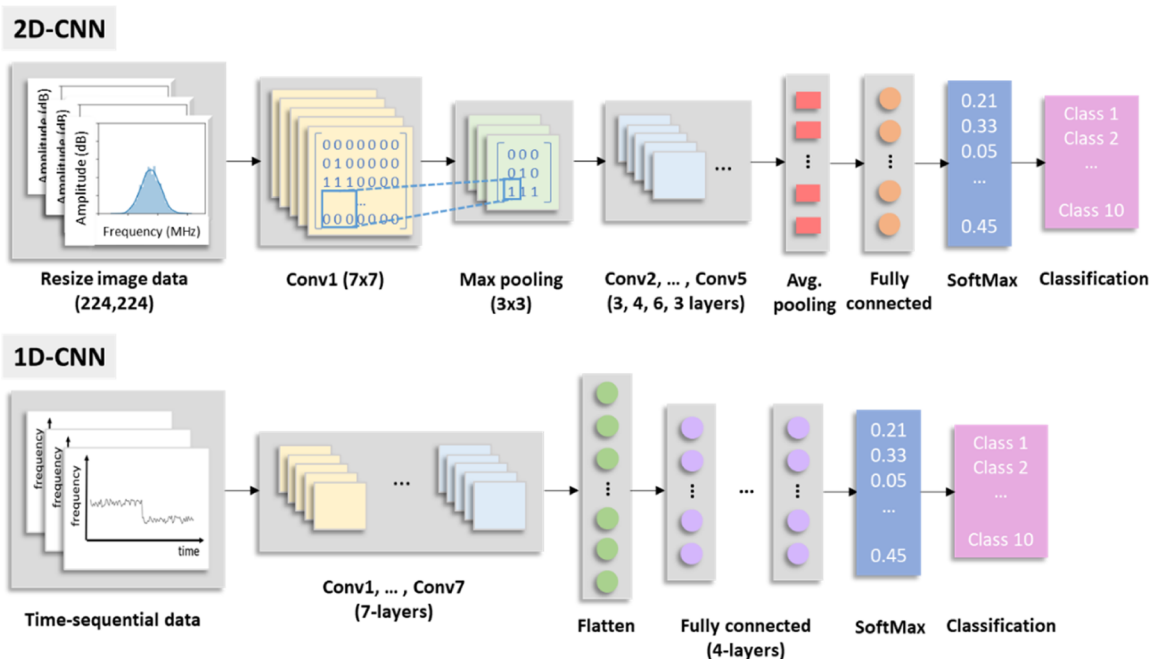 2D-CNN
Amplitude (dB)
Amplitude (dB)
Amplitude (dB)
Frequency (MHz)
Resize image data
(224,224)
0 0 0 0 0 0 0
0 1 0 0 0 0 0
1 1 1 0 0 0 0
...
0 0 0 0 0 0 0
Conv1 (7x7)
0 0 0
0 1 0
1 1 1
Max pooling
(3x3)
...
Conv2, ... , Conv5
(3, 4, 6, 3 layers)
Avg.
pooling
Fully
connected
0.21
0.33
0.05
...
0.45
SoftMax
Class 1
Class 2
...
Class 10
Classification
1D-CNN
frequency
frequency
frequency
time
Time-sequential data
...
Conv1, ... , Conv7
(7-layers)
Flatten
...
Fully connected
(4-layers)
0.21
0.33
0.05
...
0.45
SoftMax
Class 1
Class 2
...
Class 10
Classification